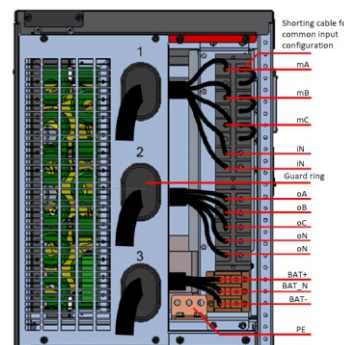 Shorting cable fo
common input
configuration
mA
1
mB
mC
iN
2
iN
Guard ring
oA
oB
oC
oN
oN
3
BAT+
BAT_N
BAT-
PE